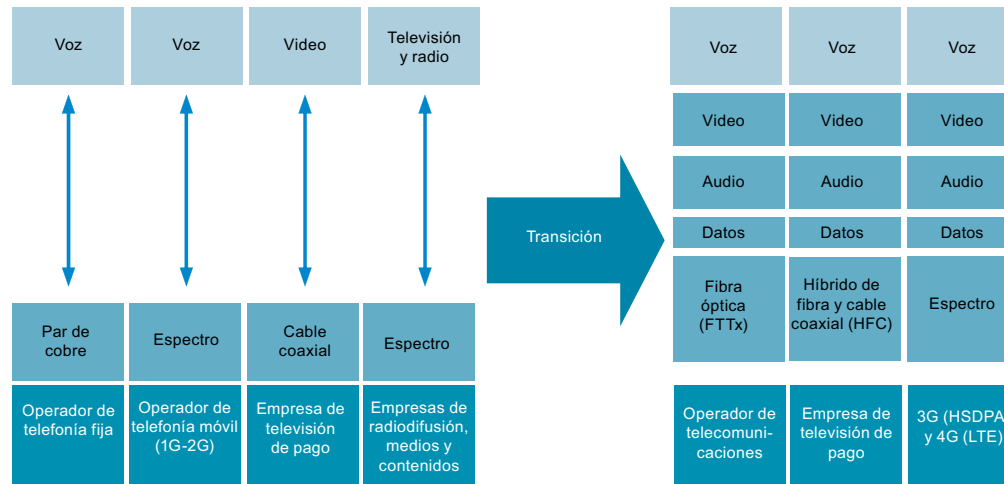 Voz
Voz
Video
Televisión
y radio
Par de
cobre
Espectro
Cable
coaxial
Espectro
Operador de
telefonía fija
Operador de
telefonía móvil
(1G-2G)
Empresa de
televisión
de pago
Empresas de
radiodifusión,
medios y
contenidos
Transición
Voz
Voz
Voz
Video
Video
Video
Audio
Audio
Audio
Datos
Datos
Datos
Fibra
óptica
(FTTx)
Híbrido de
fibra y cable
coaxial (HFC)
Espectro
Operador de
telecomuni-
caciones
Empresa de
televisión de
pago
3G (HSDPA
y 4G (LTE)